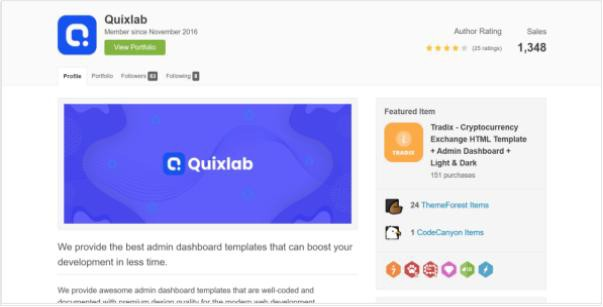 Quixlab
Member since November 2016
View Portfolio
Author Rating
Sales
(25 ratings)
1,348
Profile
Portfolio
Followers 83
Following
Quixlab
We provide the best admin dashboard templates that can boost your
development in less time.
We provide awesome admin dashboard templates that are well-coded and
documented with premium design quality for the modern web development
Featured Item
TRADIX
Tradix - Cryptocurrency
Exchange HTML Template
+ Admin Dashboard +
Light & Dark
151 purchases
24 ThemeForest Items
1 CodeCanyon Items